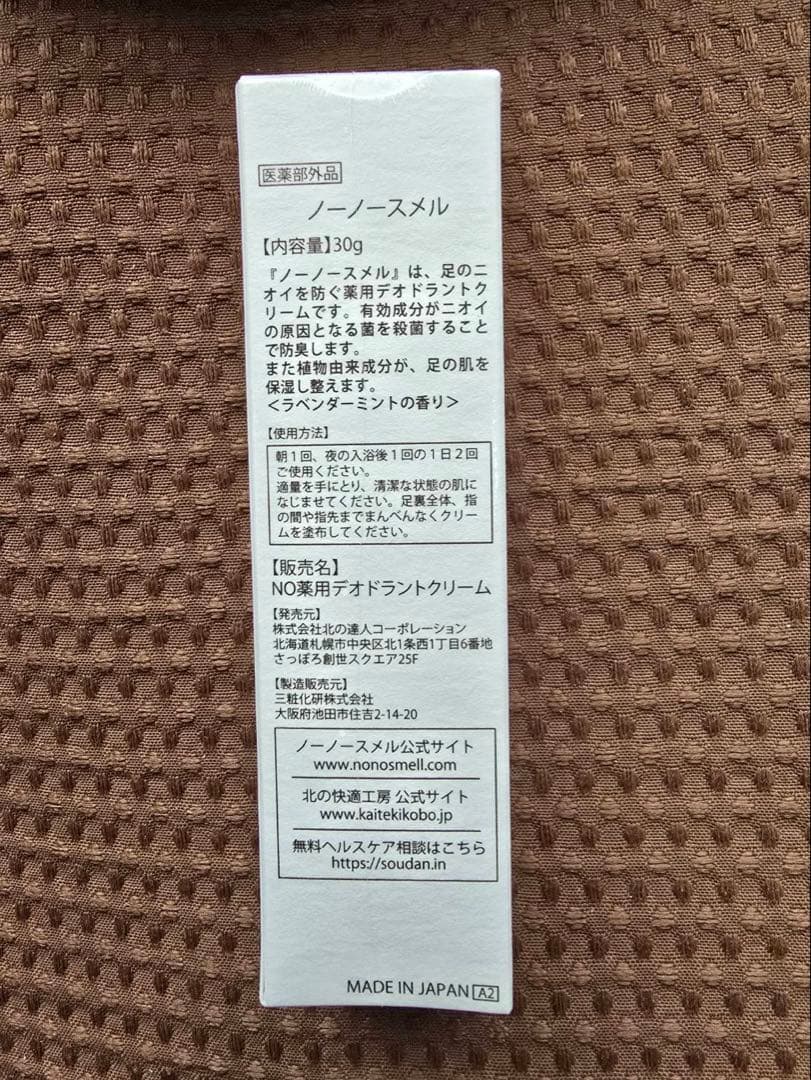 医薬部外品
ノーノースメル
【内容量】30g
『ノーノースメル』は、足のニ
オイを防ぐ薬用デオドラントク
リームです。有効成分がニオイ
の原因となる菌を殺菌すること
で防臭します。
また植物由来成分が、足の肌を
保湿し整えます。
＜ラベンダーミントの香り＞
【使用方法】
朝１回、夜の入浴後１回の１日２回
ご使用ください。
適量を手にとり、清潔な状態の肌に
なじませてください。足裏全体、指
の間や指先までまんべんなくクリー
ムを塗布してください。
【販売名】
NO薬用デオドラントクリーム
【発売元】
株式会社北の達人コーポレーション
北海道札幌市中央区北1条西1丁目6番地
さっぽろ創世スクエア25F
【製造販売元】
三粧化研株式会社
大阪府池田市住吉2-14-20
ノーノースメル公式サイト
www.nonosmell.com
北の快適工房 公式サイト
www.kaitekikobo.jp
無料ヘルスケア相談はこちら
https://soudan.in
MADE IN JAPAN A2